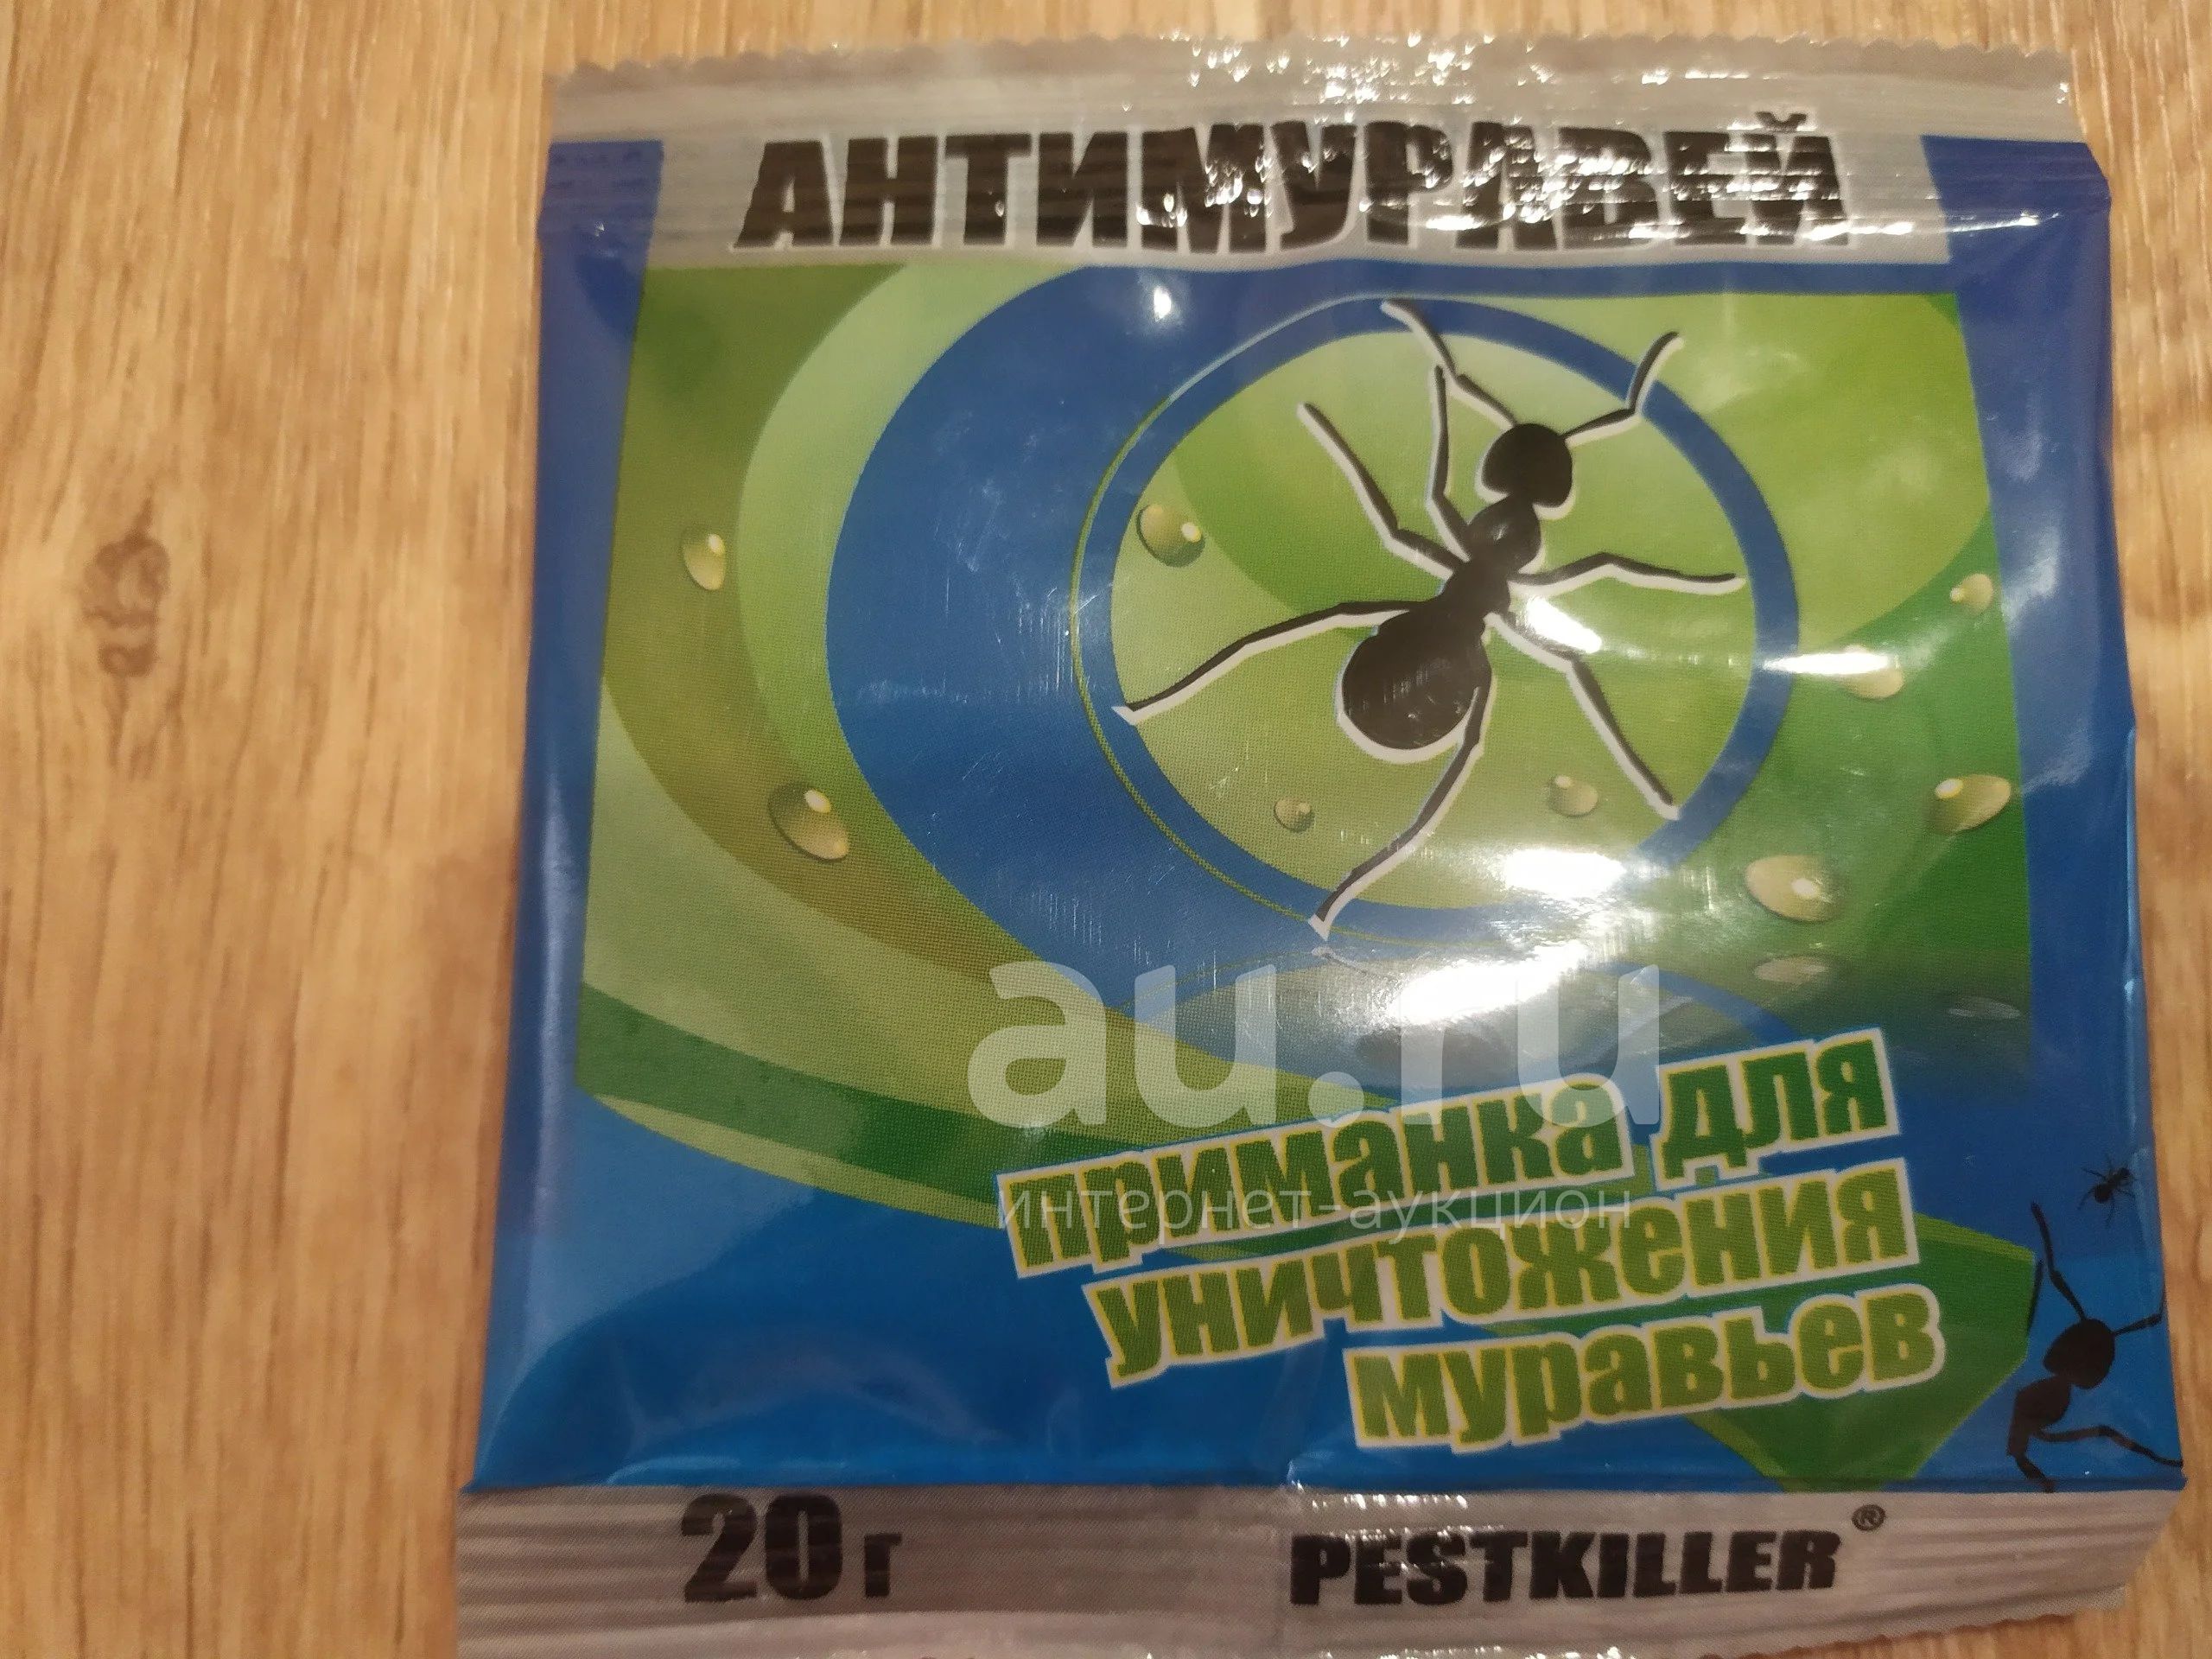 АНТИМУРАВЕЙ
au.ru
интернет-аукцион
приманка для
уничтожения
муравьев
20 г
PESTKILLER®